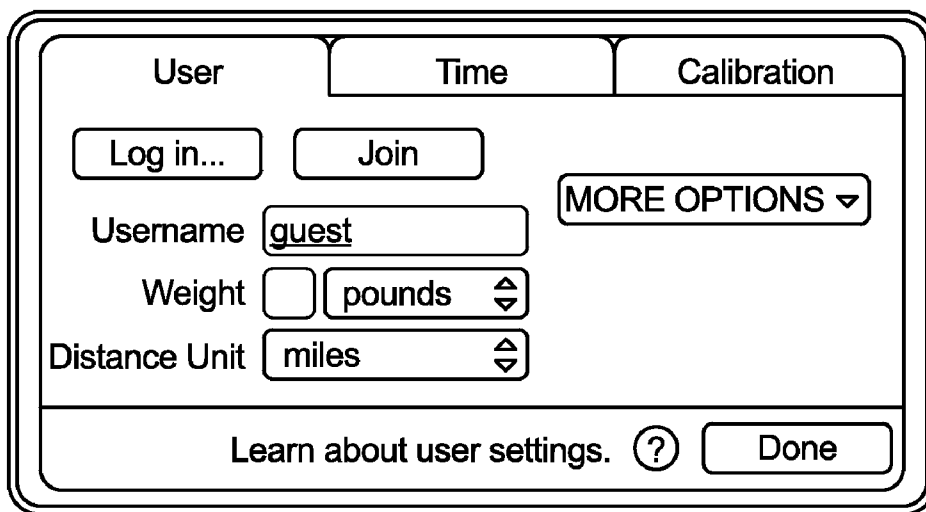 User Time Calibration
Log in... Join
MORE OPTIONS
Username guest
Weight pounds
Distance Unit miles
Learn about user settings. ? Done